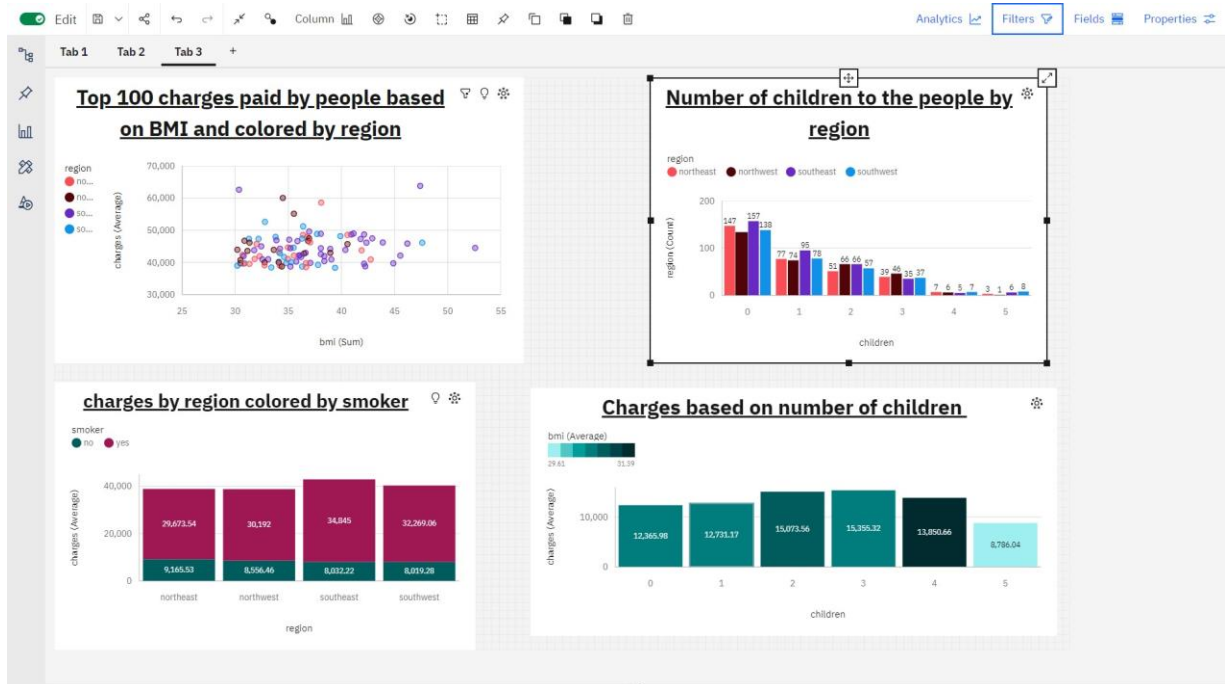 Edit
Column
Analytics
Filters
Fields
Properties
Tab 1 Tab 2 Tab 3 +
Top 100 charges paid by people based
on BMI and colored by region
region
no...
no...
so...
so...
charges (Average)
70,000
60,000
50,000
40,000
30,000
25 30 35 40 45 50 55
bmi (Sum)
Number of children to the people by
region
region
northeast northwest southeast southwest
region (Count)
200
100
0
147 157 138
77 74 95 78
51 66 66 57
39 46 35 37
7 6 5 7
3 1 6 8
0 1 2 3 4 5
children
charges by region colored by smoker
smoker
no yes
charges (Average)
40,000
20,000
0
29,673.54 30,192 34,845 32,269.06
9,165.53 8,556.46 8,032.22 8,019.28
northeast northwest southeast southwest
region
Charges based on number of children
bmi (Average)
29.61 31.39
charges (Average)
10,000
0
12,365.98 12,731.17 15,073.56 15,355.32 13,850.66 8,786.04
0 1 2 3 4 5
children